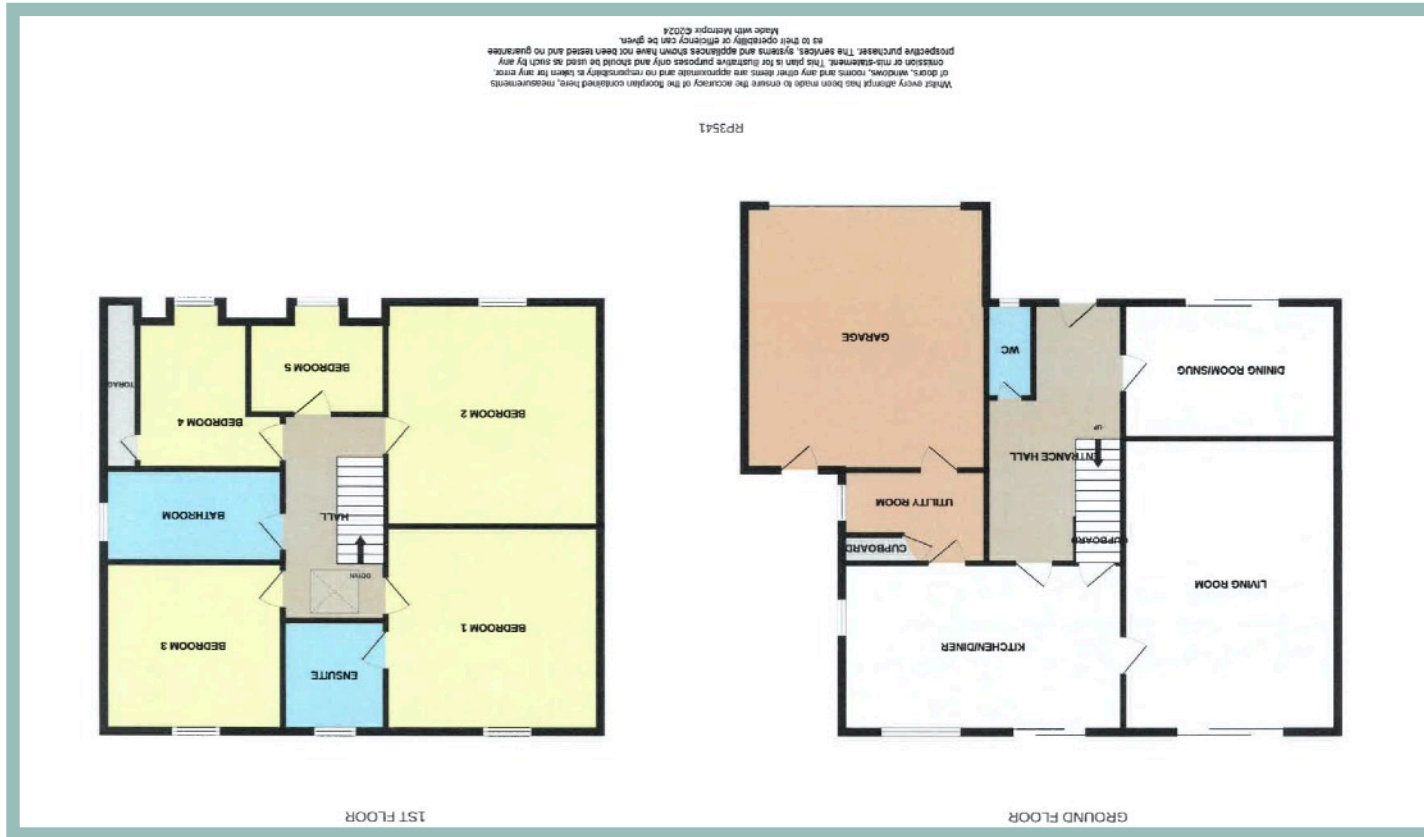 GROUND FLOOR
1ST FLOOR
LIVING ROOM
KITCHEN/DINER
CUPBOARD
UTILITY ROOM
UPBOARD
ENTRANCE HALL
UP
DINING ROOM/SNUG
WC
GARAGE
BEDROOM 1
ENSUITE
BEDROOM 3
DOWN
HALL
BATHROOM
BEDROOM 2
BEDROOM 4
BEDROOM 5
TORAG
RP3541
Whilst every attempt has been made to ensure the accuracy of the floorplan contained here, measurements
of doors, windows, rooms and any other items are approximate and no responsibility is taken for any error,
omission or mis-statement. This plan is for illustrative purposes only and should be used as such by any
prospective purchaser. The services, systems and appliances shown have not been tested and no guarantee
as to their operability or efficiency can be given.
Made with Metropix ©2024